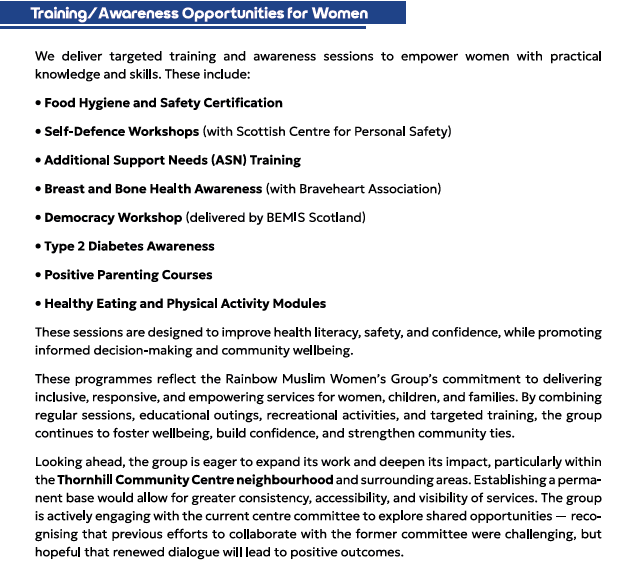 Training/Awareness Opportunities for Women
We deliver targeted training and awareness sessions to empower women with practical
knowledge and skills. These include:
• Food Hygiene and Safety Certification
• Self-Defence Workshops (with Scottish Centre for Personal Safety)
• Additional Support Needs (ASN) Training
• Breast and Bone Health Awareness (with Braveheart Association)
• Democracy Workshop (delivered by BEMIS Scotland)
• Type 2 Diabetes Awareness
• Positive Parenting Courses
• Healthy Eating and Physical Activity Modules
These sessions are designed to improve health literacy, safety, and confidence, while promoting
informed decision-making and community wellbeing.
These programmes reflect the Rainbow Muslim Women's Group's commitment to delivering
inclusive, responsive, and empowering services for women, children, and families. By combining
regular sessions, educational outings, recreational activities, and targeted training, the group
continues to foster wellbeing, build confidence, and strengthen community ties.
Looking ahead, the group is eager to expand its work and deepen its impact, particularly within
the Thornhill Community Centre neighbourhood and surrounding areas. Establishing a perma-
nent base would allow for greater consistency, accessibility, and visibility of services. The group
is actively engaging with the current centre committee to explore shared opportunities — reco-
gnising that previous efforts to collaborate with the former committee were challenging, but
hopeful that renewed dialogue will lead to positive outcomes.